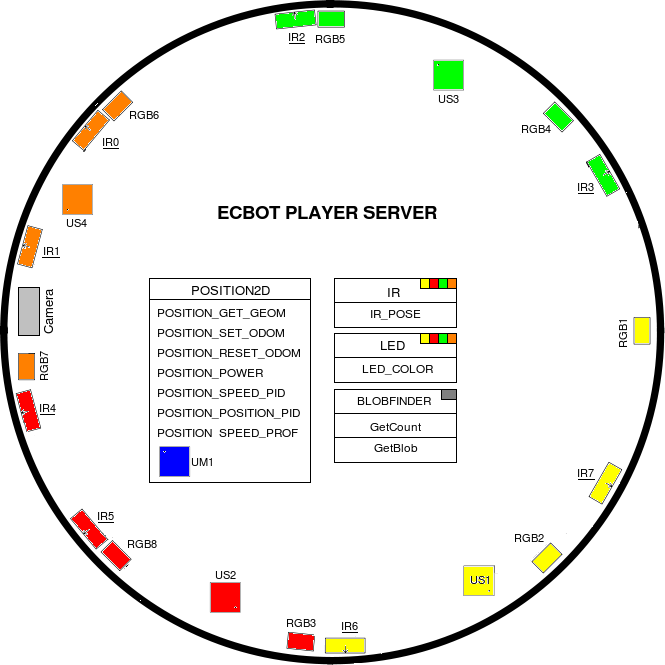 IR2
RGB5
US3
RGB6
RGB4
IR0
IR3
US4
ECBOT PLAYER SERVER
IR1
POSITION2D
POSITION_GET_GEOM
POSITION_SET_ODOM
POSITION_RESET_ODOM
POSITION_POWER
POSITION_SPEED_PID
POSITION_POSITION_PID
POSITION SPEED_PROF
UM1
IR
IR_POSE
LED
LED_COLOR
BLOBFINDER
GetCount
GetBlob
Camera
RGB1
RGB7
IR4
IR7
IR5
RGB8
RGB2
US2
US1
RGB3
IR6